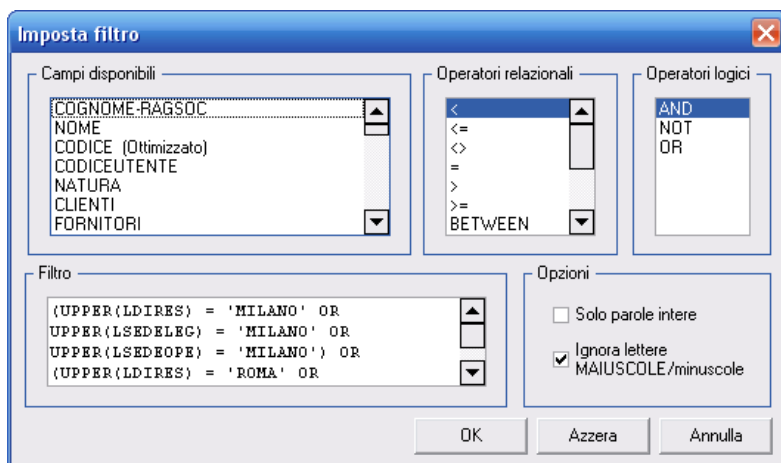 Imposta filtro
Campi disponibili
COGNOME-RAGSOC
NOME
CODICE (Ottimizzato)
CODICEUTENTE
NATURA
CLIENTI
FORNITORI
Operatori relazionali
<
<=
<>
=
>
>=
BETWEEN
Operatori logici
AND
NOT
OR
Filtro
(UPPER(LDIRES) = 'MILANO' OR
UPPER(LSEDELEG) = 'MILANO' OR
UPPER(LSEDEOPE) = 'MILANO') OR
(UPPER(LDIRES) = 'ROMA' OR
Opzioni
Solo parole intere
Ignora lettere
MAIUSCOLE/minuscole
OK
Azzera
Annulla